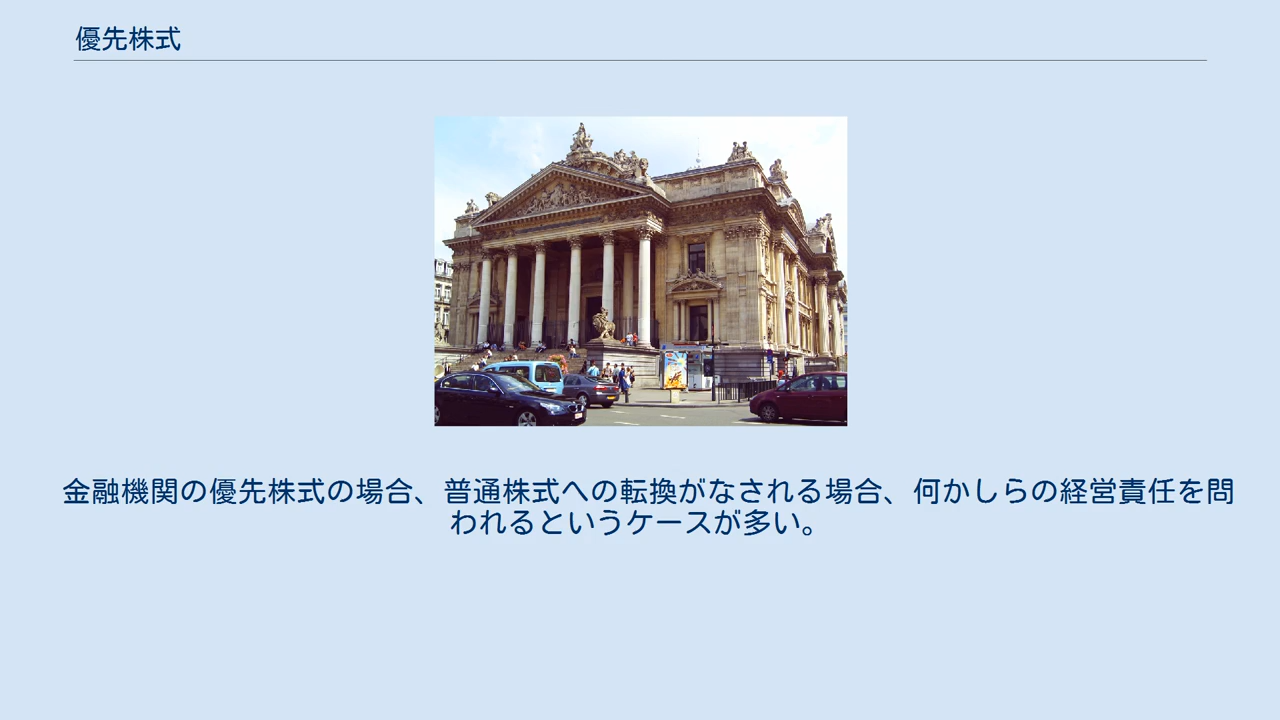 優先株式
金融機関の優先株式の場合、普通株式への転換がなされる場合、何かしらの経営責任を問
われるというケースが多い。